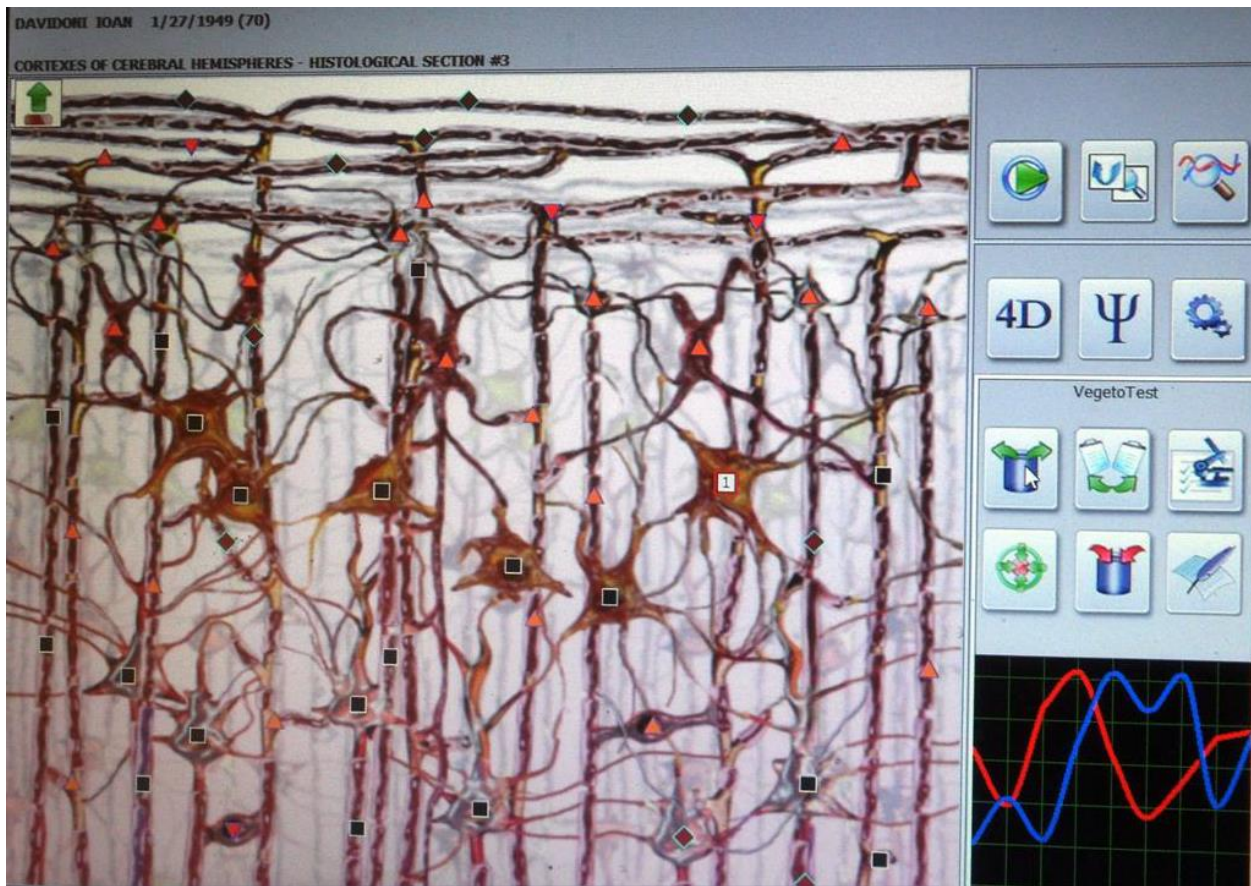 DAVIDONI IOAN 1/27/1949 (70)
CORTEXES OF CEREBRAL HEMISPHERES - HISTOLOGICAL SECTION #3
4D
Ψ
VegetoTest
1